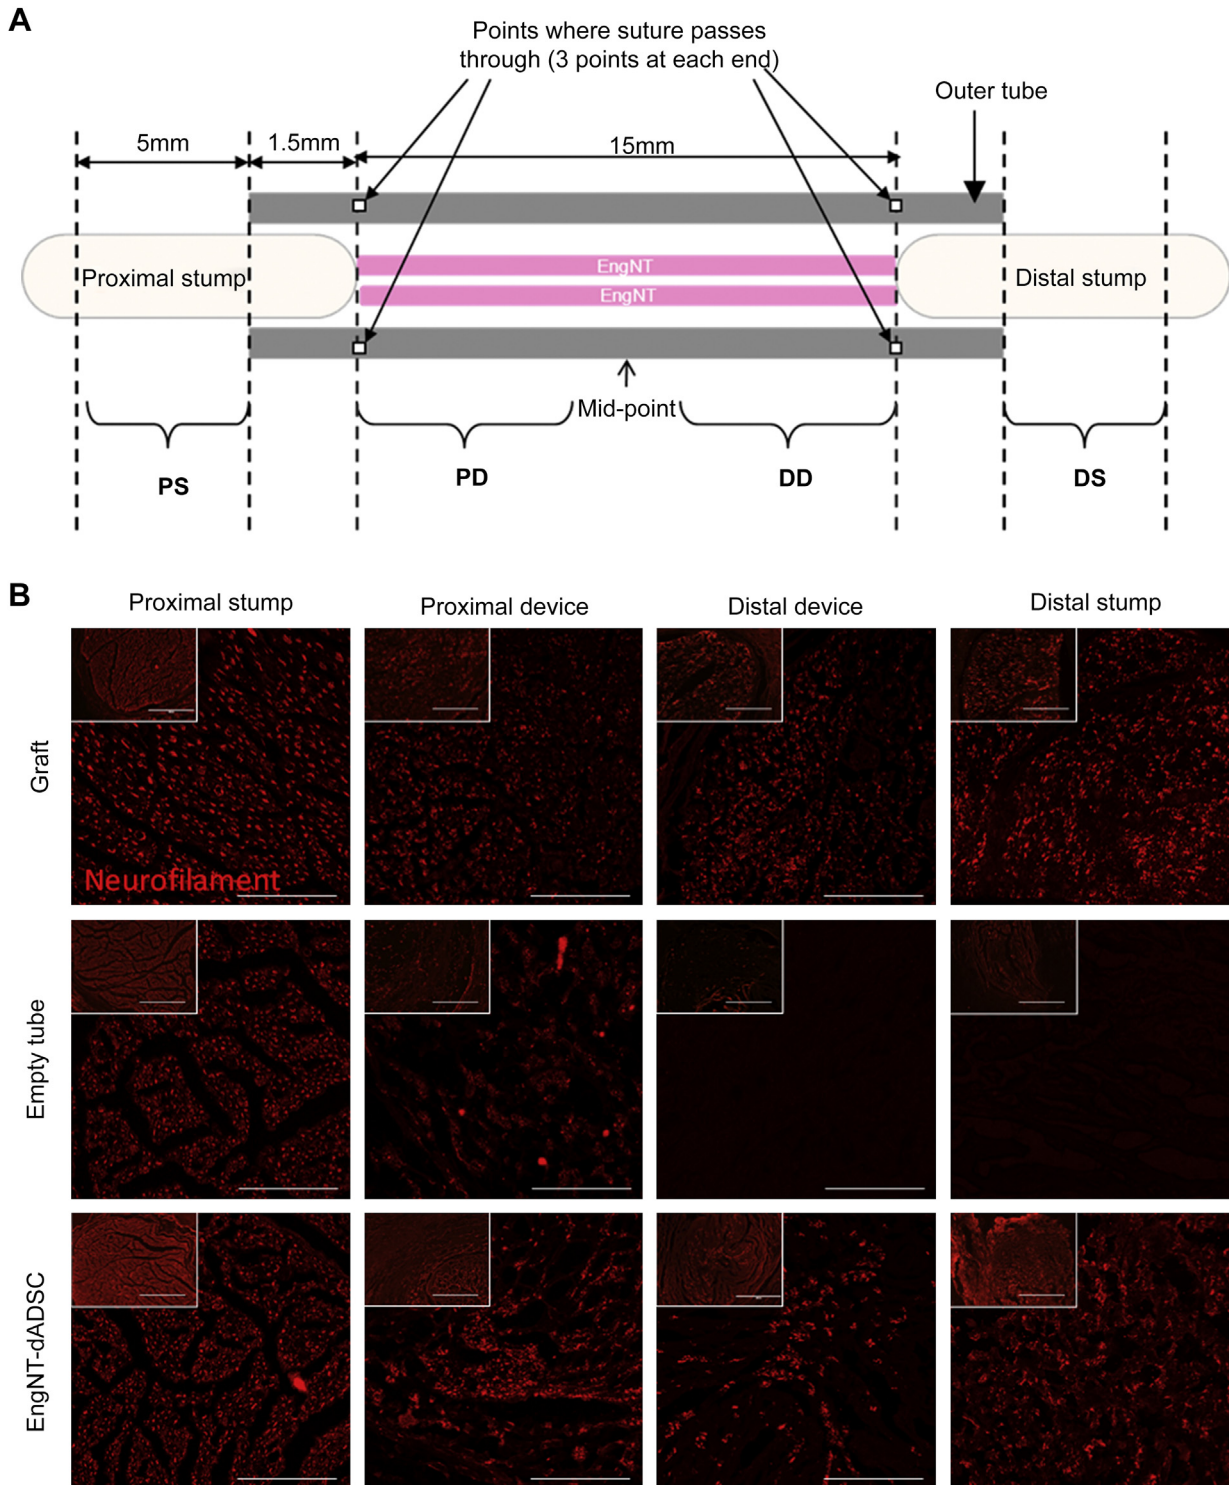 A
Points where suture passes
through (3 points at each end)
Outer tube
5mm
1.5mm
15mm
Proximal stump
EngNT
EngNT
Distal stump
Mid-point
PS
PD
DD
DS
B
Proximal stump
Proximal device
Distal device
Distal stump
Graft
Neurofilament
Empty tube
EngNT-dADSC